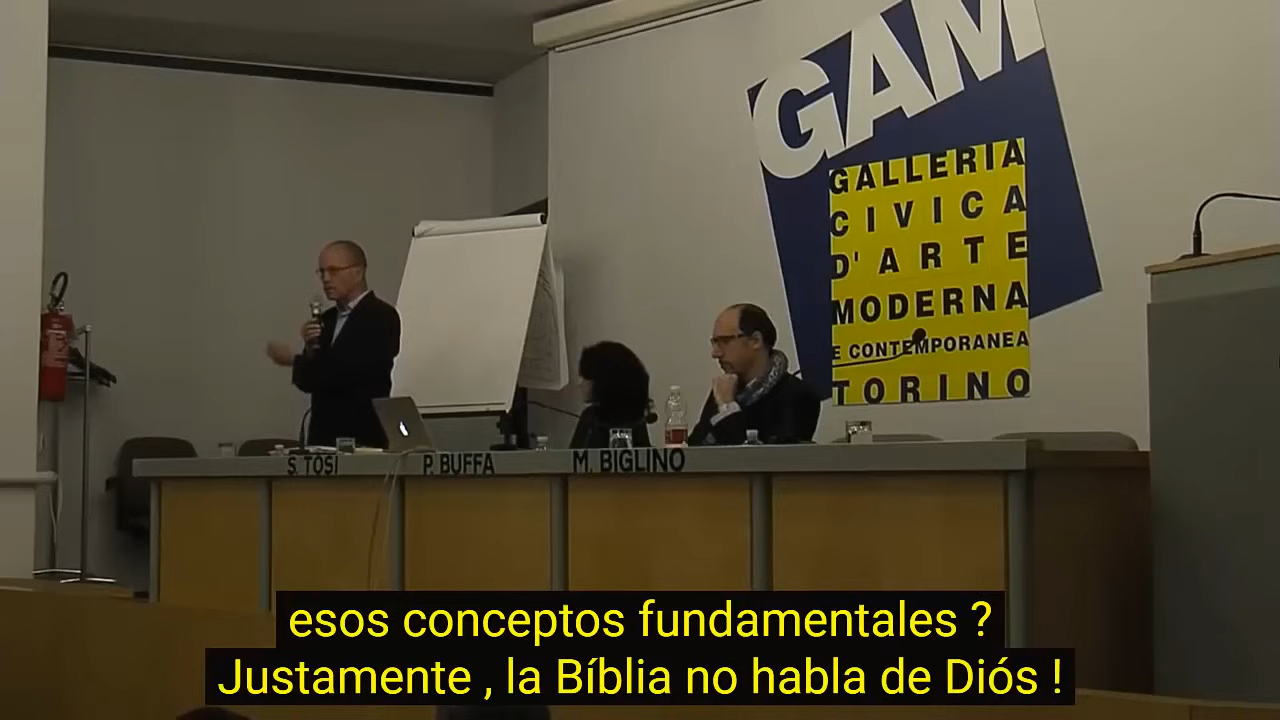 GAM
GALLERIA
CIVICA
D'ARTE
MODERNA
E CONTEMPORANEA
TORINO
S. TOSI
P. BUFFA
M. BIGLINO
esos conceptos fundamentales ?
Justamente , la Bíblia no habla de Diós !